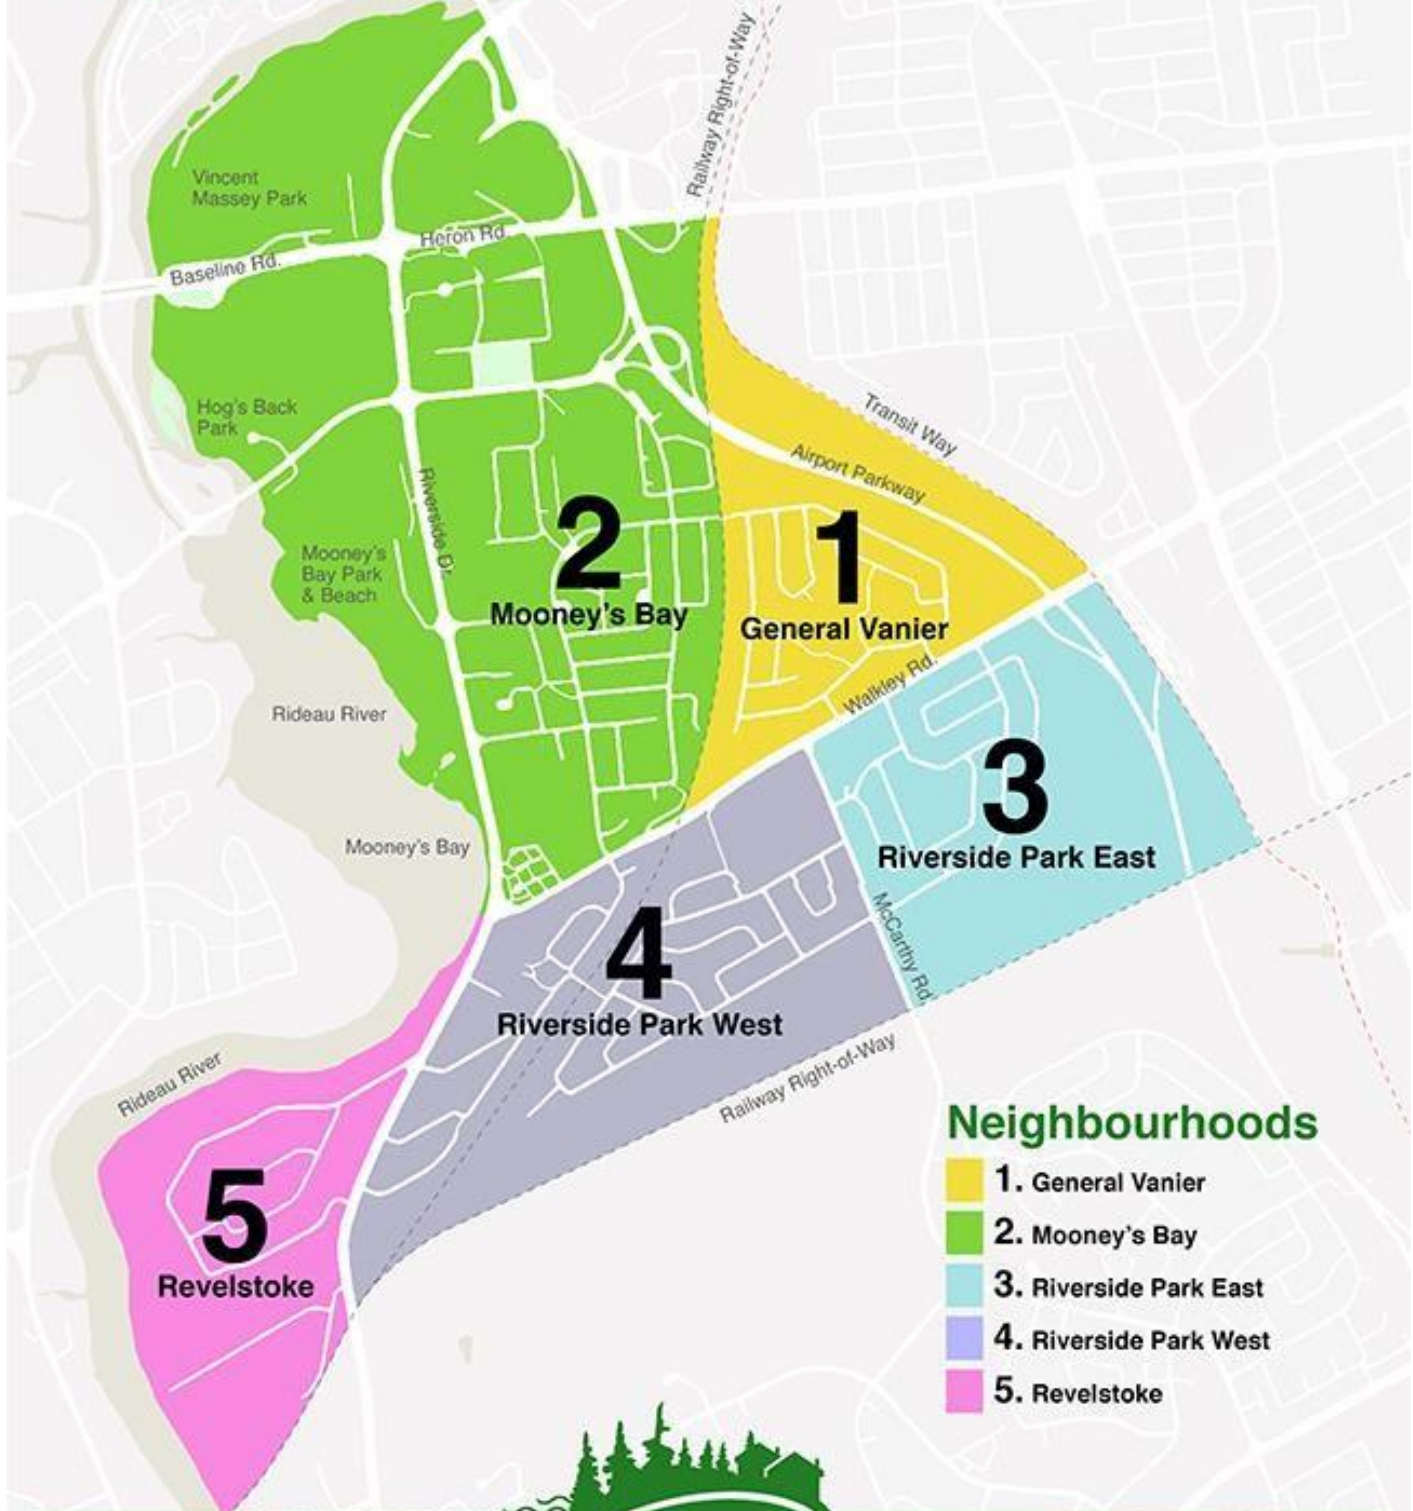 Railway Right-of-Way
Vincent
Massey Park
Heron Rd.
Baseline Rd.
Hog's Back
Park
Transit Way
Airport Parkway
Riverside Dr.
2
Mooney's Bay
1
General Vanier
Mooney's
Bay Park
& Beach
Walkley Rd.
Rideau River
3
Riverside Park East
Mooney's Bay
McCarthy Rd.
4
Riverside Park West
Railway Right-of-Way
Rideau River
5
Revelstoke
Neighbourhoods
1. General Vanier
2. Mooney's Bay
3. Riverside Park East
4. Riverside Park West
5. Revelstoke